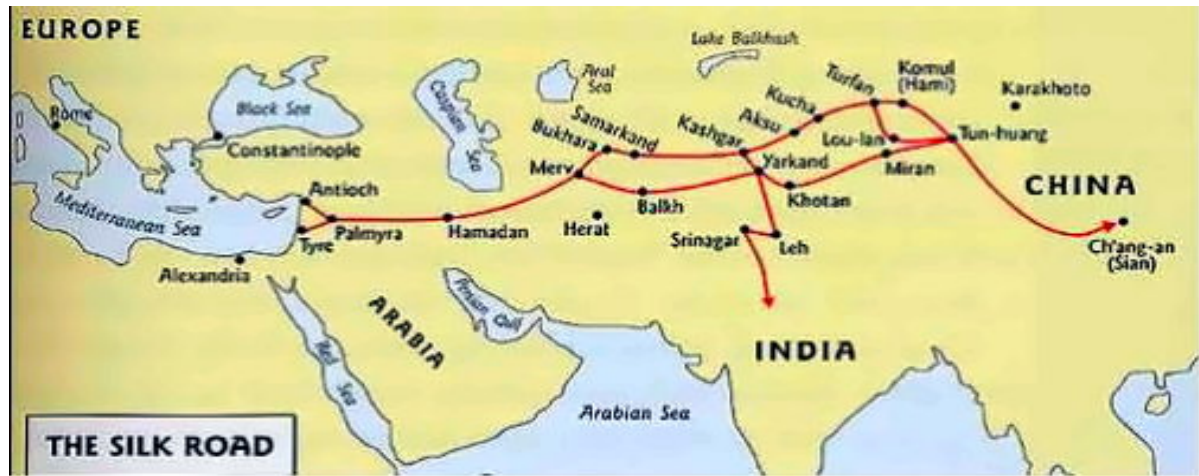 EUROPE
Rome
Black Sea
Constantinople
Mediterranean Sea
Antioch
Tyre
Palmyra
Alexandria
Caspian
Sea
Aral
Sea
Lake Balkhash
Hamadan
Merv
Bukhara
Samarkand
Herat
Balkh
Kashgar
Yarkand
Aksu
Kucha
Turfan
Komul
(Hami)
Karakhoto
Lou-lan
Tun-huang
Miran
Khotan
Srinagar
Leh
CHINA
Ch'ang-an
(Sian)
ARABIA
Persian Gulf
Red
Sea
INDIA
Arabian Sea
THE SILK ROAD